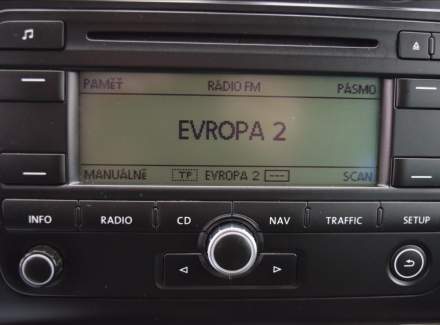 PAMĚŤ RÁDIO FM PÁSMO
EVROPA 2
MANUÁLNĚ TP EVROPA 2 --- SCAN
INFO RADIO CD NAV TRAFFIC SETUP